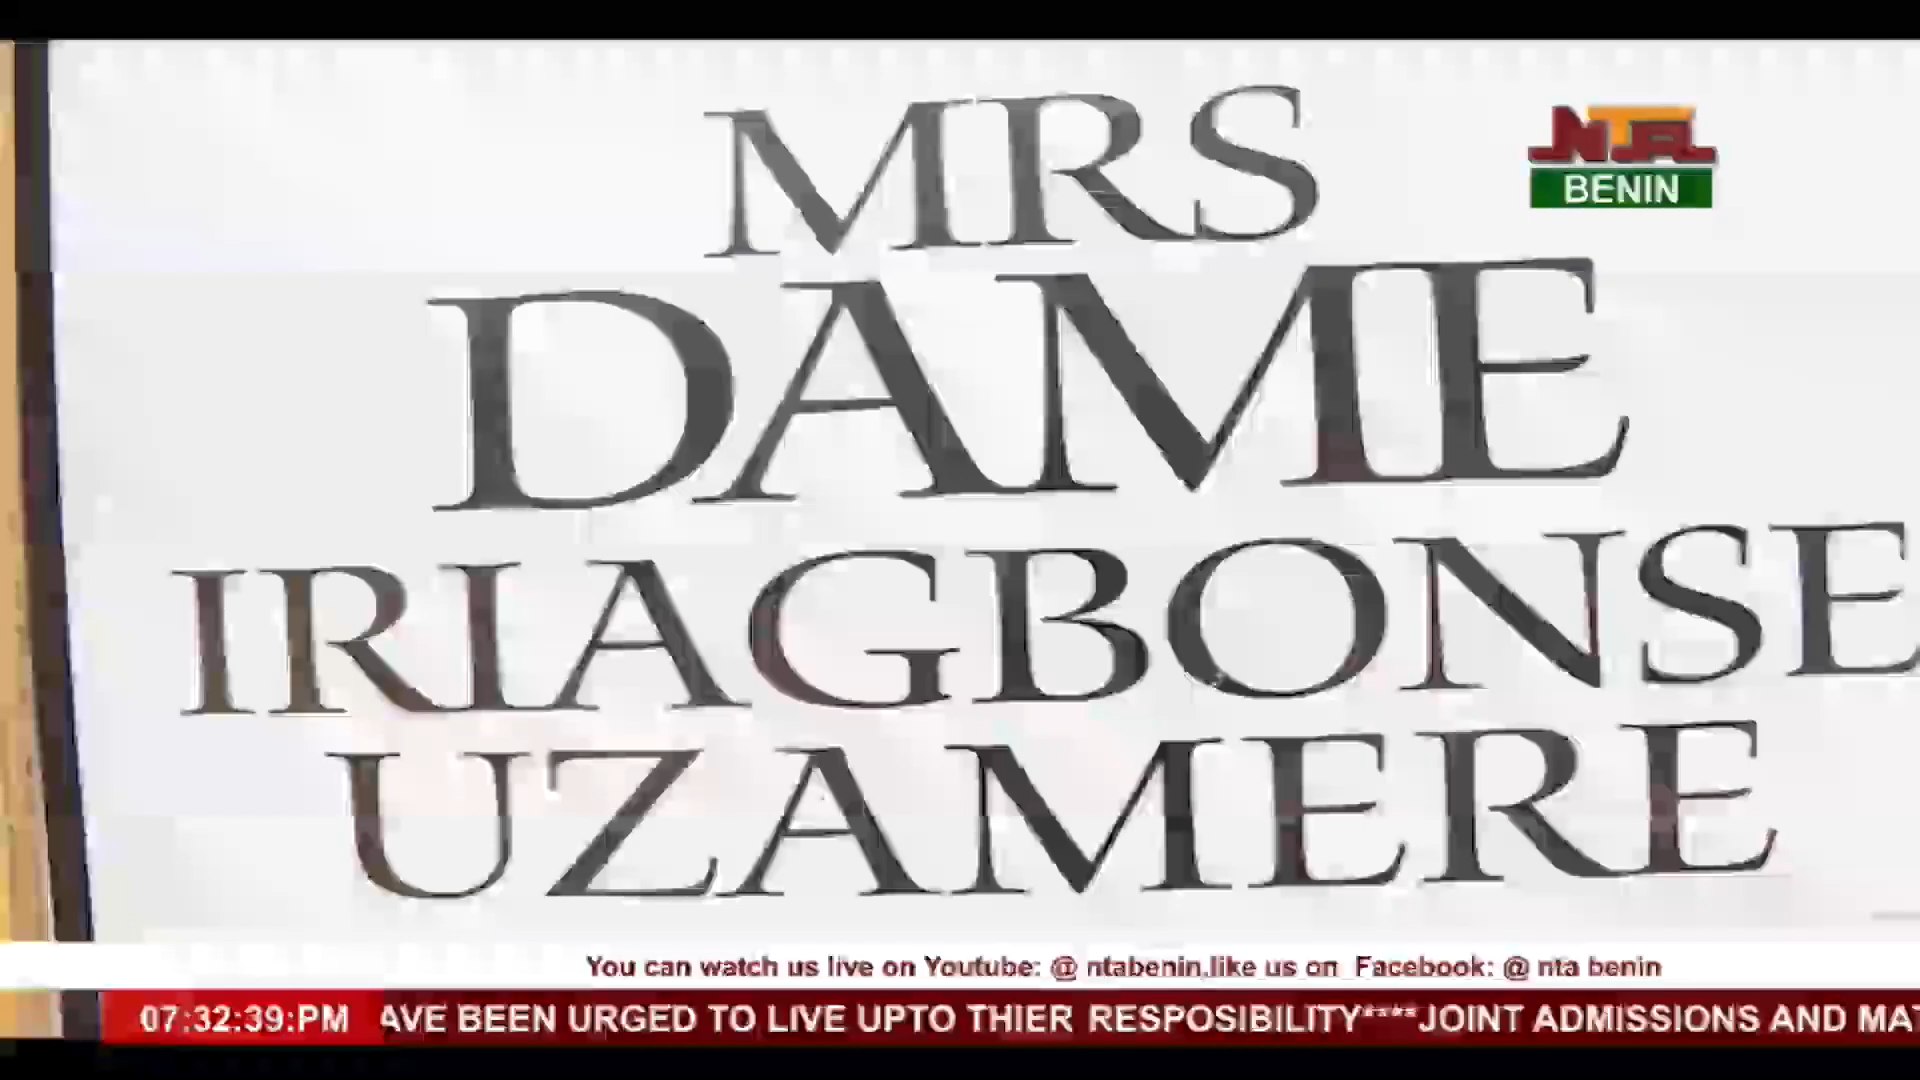 MRS
NTA
BENIN
DAME
IRIAGBONSE
UZAMERE
You can watch us live on Youtube: @ ntabenin,like us on Facebook: @ nta benin
07:32:39:PM AVE BEEN URGED TO LIVE UPTO THIER RESPOSIBILITY****JOINT ADMISSIONS AND MAT